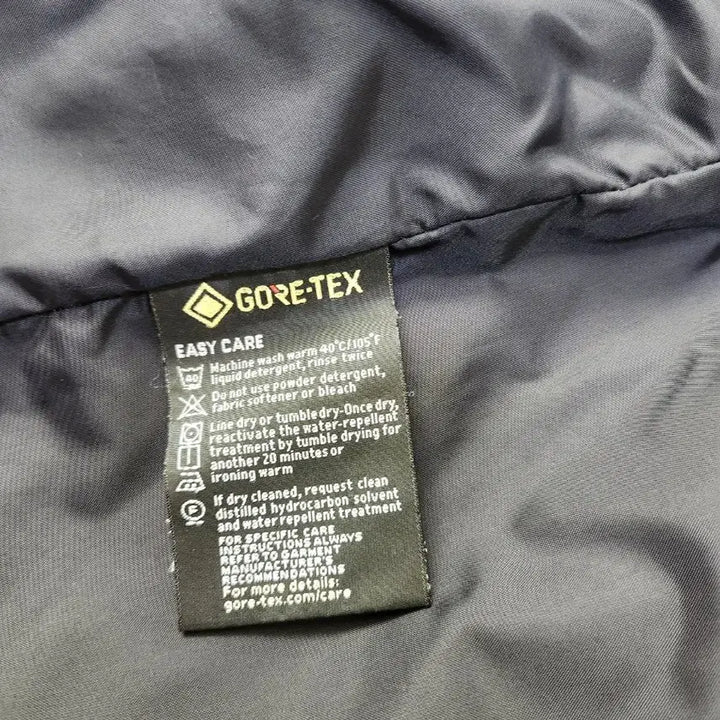 GORE-TEX
EASY CARE
40
Machine wash warm 40°C/105°F
liquid detergent, rinse twice
Do not use powder detergent,
fabric softener or bleach
Line dry or tumble dry-Once dry,
reactivate the water-repellent
treatment by tumble drying for
another 20 minutes or
ironing warm
F
If dry cleaned, request clean
distilled hydrocarbon solvent
and water repellent treatment
FOR SPECIFIC CARE
INSTRUCTIONS ALWAYS
REFER TO GARMENT
MANUFACTURER'S
RECOMMENDATIONS
For more details:
gore-tex.com/care